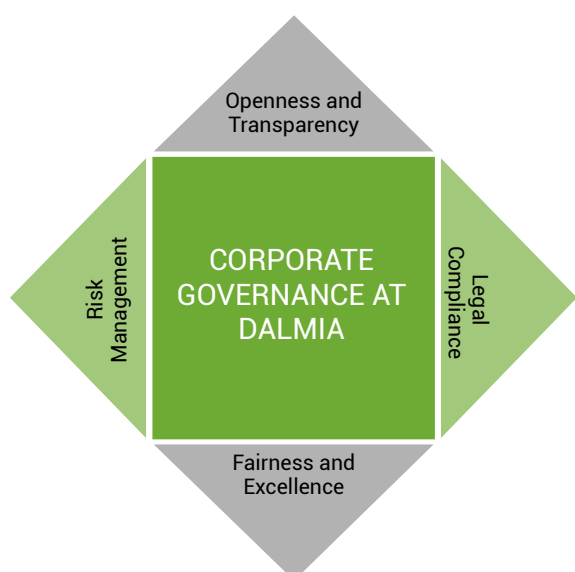 Openness and
Transparency
Risk
Management
CORPORATE
GOVERNANCE AT
DALMIA
Legal
Compliance
Fairness and
Excellence